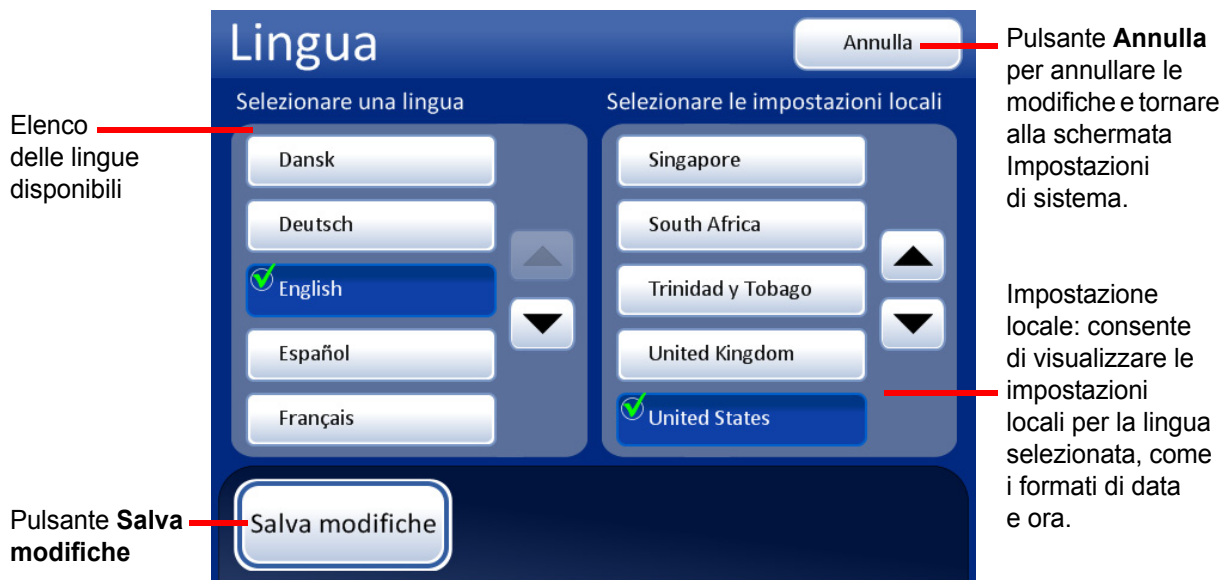 Lingua
Annulla
Selezionare una lingua
Selezionare le impostazioni locali
Dansk
Deutsch
English
Español
Français
Singapore
South Africa
Trinidad y Tobago
United Kingdom
United States
Salva modifiche
Elenco
delle lingue
disponibili
Pulsante Salva
modifiche
Pulsante Annulla
per annullare le
modifiche e tornare
alla schermata
Impostazioni
di sistema.
Impostazione
locale: consente
di visualizzare le
impostazioni
locali per la lingua
selezionata, come
i formati di data
e ora.